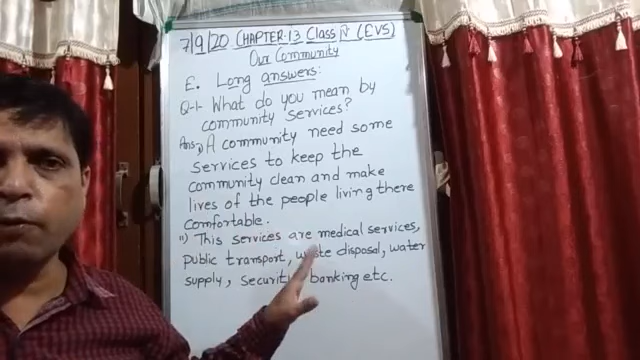 7/9/20 CHAPTER-13 Class IV (EVS)
Our Community
E. Long answers:
Q-1- What do you mean by
community services?
Ans i) A community need some
services to keep the
community clean and make
lives of the people living there
comfortable.
ii) This services are medical services,
public transport, waste disposal, water
supply, security banking etc.